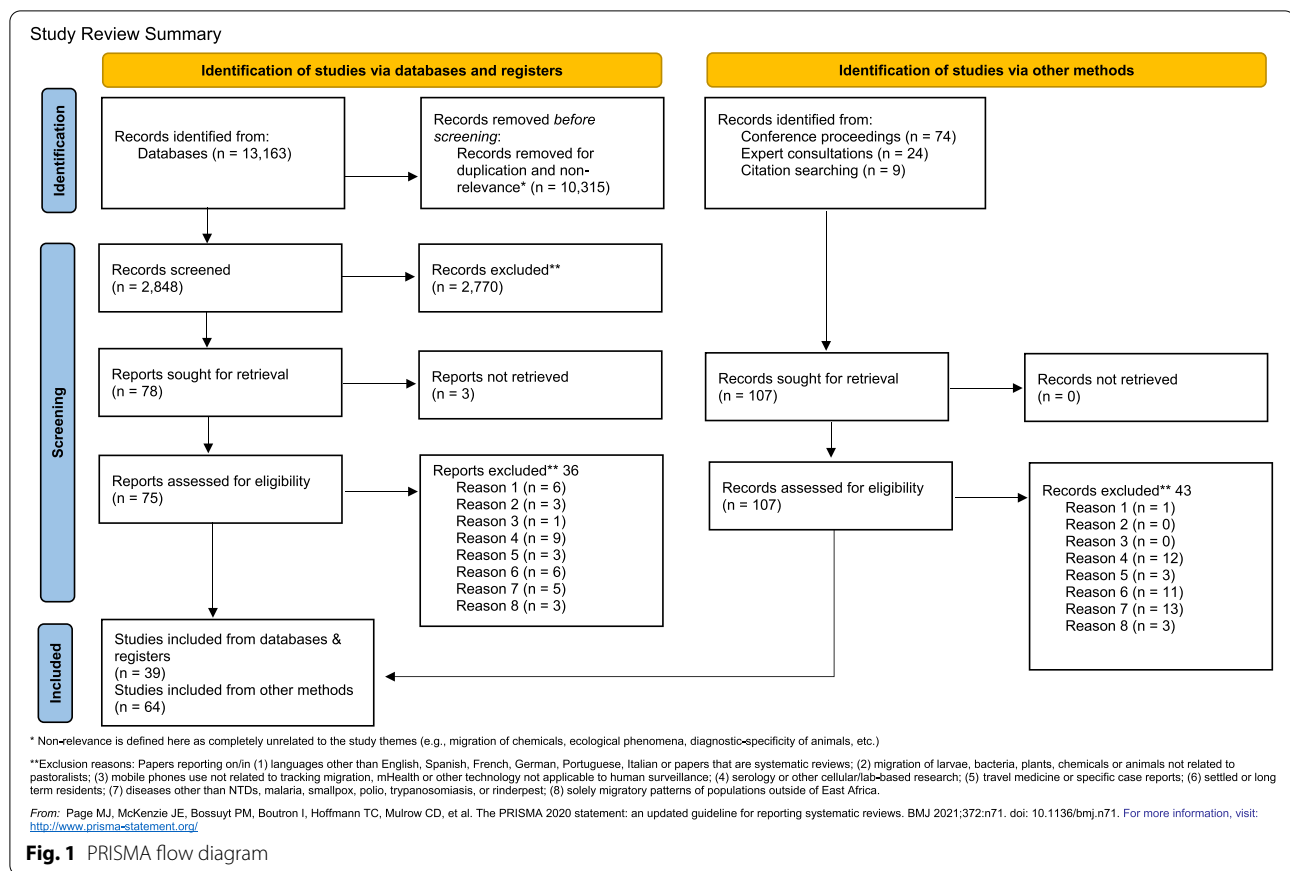 Study Review Summary
Identification of studies via databases and registers
Identification of studies via other methods
Identification
Records identified from:
Databases (n = 13,163)
Records removed before
screening:
Records removed for
duplication and non-
relevance* (n = 10,315)
Records identified from:
Conference proceedings (n = 74)
Expert consultations (n = 24)
Citation searching (n = 9)
Screening
Records screened
(n = 2,848)
Records excluded**
(n = 2,770)
Reports sought for retrieval
(n = 78)
Reports not retrieved
(n = 3)
Records sought for retrieval
(n = 107)
Records not retrieved
(n = 0)
Reports assessed for eligibility
(n = 75)
Reports excluded** 36
Reason 1 (n = 6)
Reason 2 (n = 3)
Reason 3 (n = 1)
Reason 4 (n = 9)
Reason 5 (n = 3)
Reason 6 (n = 6)
Reason 7 (n = 5)
Reason 8 (n = 3)
Records assessed for eligibility
(n = 107)
Records excluded** 43
Reason 1 (n = 1)
Reason 2 (n = 0)
Reason 3 (n = 0)
Reason 4 (n = 12)
Reason 5 (n = 3)
Reason 6 (n = 11)
Reason 7 (n = 13)
Reason 8 (n = 3)
Included
Studies included from databases &
registers
(n = 39)
Studies included from other methods
(n = 64)
* Non-relevance is defined here as completely unrelated to the study themes (e.g., migration of chemicals, ecological phenomena, diagnostic-specificity of animals, etc.)
**Exclusion reasons: Papers reporting on/in (1) languages other than English, Spanish, French, German, Portuguese, Italian or papers that are systematic reviews; (2) migration of larvae, bacteria, plants, chemicals or animals not related to
pastoralists; (3) mobile phones use not related to tracking migration, mHealth or other technology not applicable to human surveillance; (4) serology or other cellular/lab-based research; (5) travel medicine or specific case reports; (6) settled or long
term residents; (7) diseases other than NTDs, malaria, smallpox, polio, trypanosomiasis, or rinderpest; (8) solely migratory patterns of populations outside of East Africa.
From: Page MJ, McKenzie JE, Bossuyt PM, Boutron I, Hoffmann TC, Mulrow CD, et al. The PRISMA 2020 statement: an updated guideline for reporting systematic reviews. BMJ 2021;372:n71. doi: 10.1136/bmj.n71. For more information, visit:
http://www.prisma-statement.org/
Fig. 1 PRISMA flow diagram